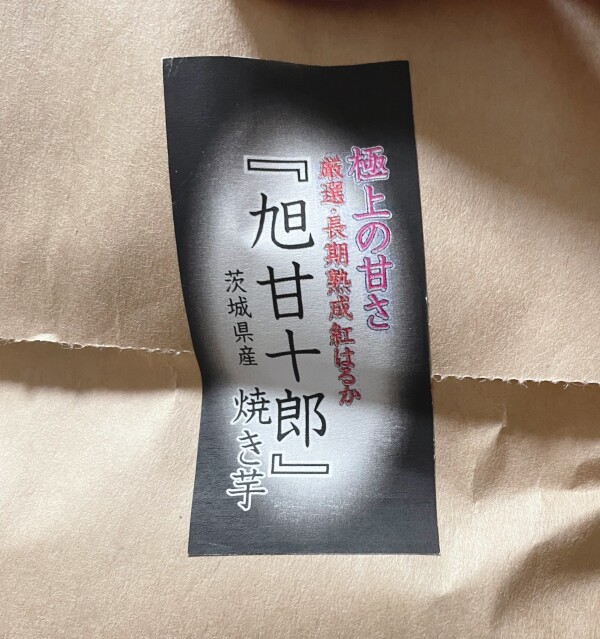 極上の甘さ
厳選・長期熟成紅はるか
『旭甘十郎』
茨城県産
焼き芋